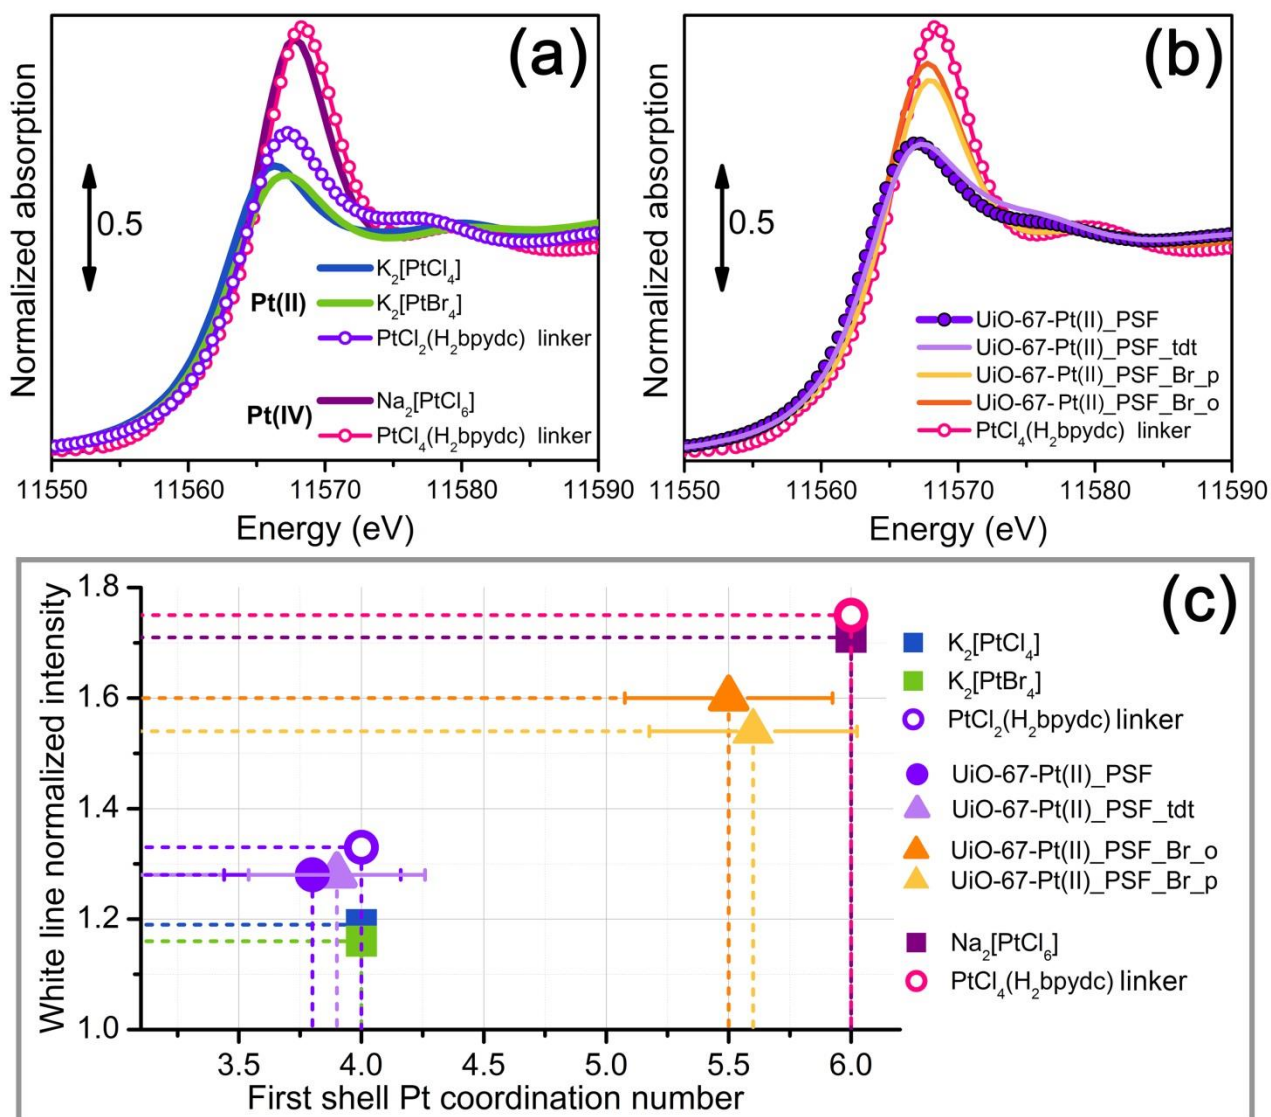 (a)
Normalized absorption
0.5
Pt(II)
K₂[PtCl₄]
K₂[PtBr₄]
PtCl₂(H₂bpydc) linker
Pt(IV)
Na₂[PtCl₆]
PtCl₄(H₂bpydc) linker
11550 11560 11570 11580 11590
Energy (eV)
(b)
Normalized absorption
0.5
UiO-67-Pt(II)_PSF
UiO-67-Pt(II)_PSF_tdt
UiO-67-Pt(II)_PSF_Br_p
UiO-67-Pt(II)_PSF_Br_o
PtCl₄(H₂bpydc) linker
11550 11560 11570 11580 11590
Energy (eV)
(c)
White line normalized intensity
1.8
1.6
1.4
1.2
1.0
3.5 4.0 4.5 5.0 5.5 6.0
First shell Pt coordination number
K₂[PtCl₄]
K₂[PtBr₄]
PtCl₂(H₂bpydc) linker
UiO-67-Pt(II)_PSF
UiO-67-Pt(II)_PSF_tdt
UiO-67-Pt(II)_PSF_Br_o
UiO-67-Pt(II)_PSF_Br_p
Na₂[PtCl₆]
PtCl₄(H₂bpydc) linker